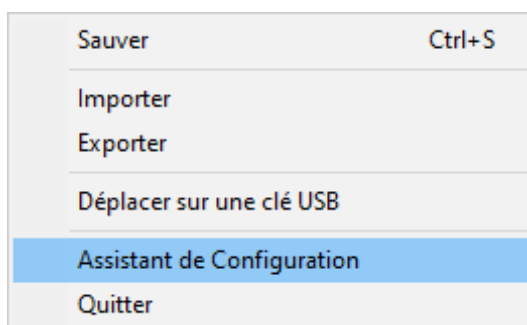 Sauver Ctrl+S
Importer
Exporter
Déplacer sur une clé USB
Assistant de Configuration
Quitter